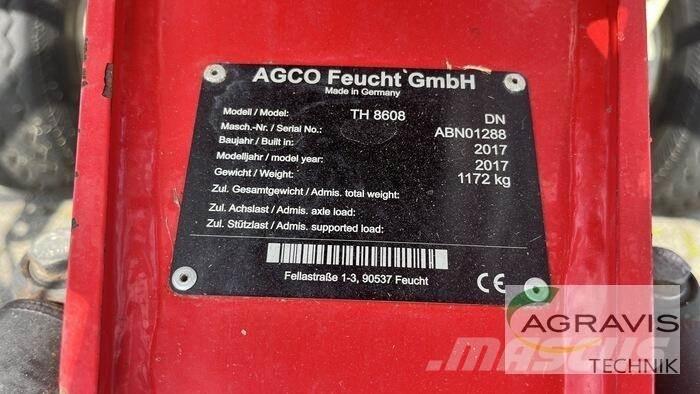 AGCO Feucht GmbH
Made in Germany
Modell / Model: TH 8608 DN
Masch.-Nr. / Serial No.: ABN01288
Baujahr / Built in: 2017
Modelljahr / model year: 2017
Gewicht / Weight: 1172 kg
Zul. Gesamtgewicht / Admis. total weight:
Zul. Achslast / Admis. axle load:
Zul. Stützlast / Admis. supported load:
Fellastraße 1-3, 90537 Feucht
CE
AGRAVIS
TECHNIK
MASCUS